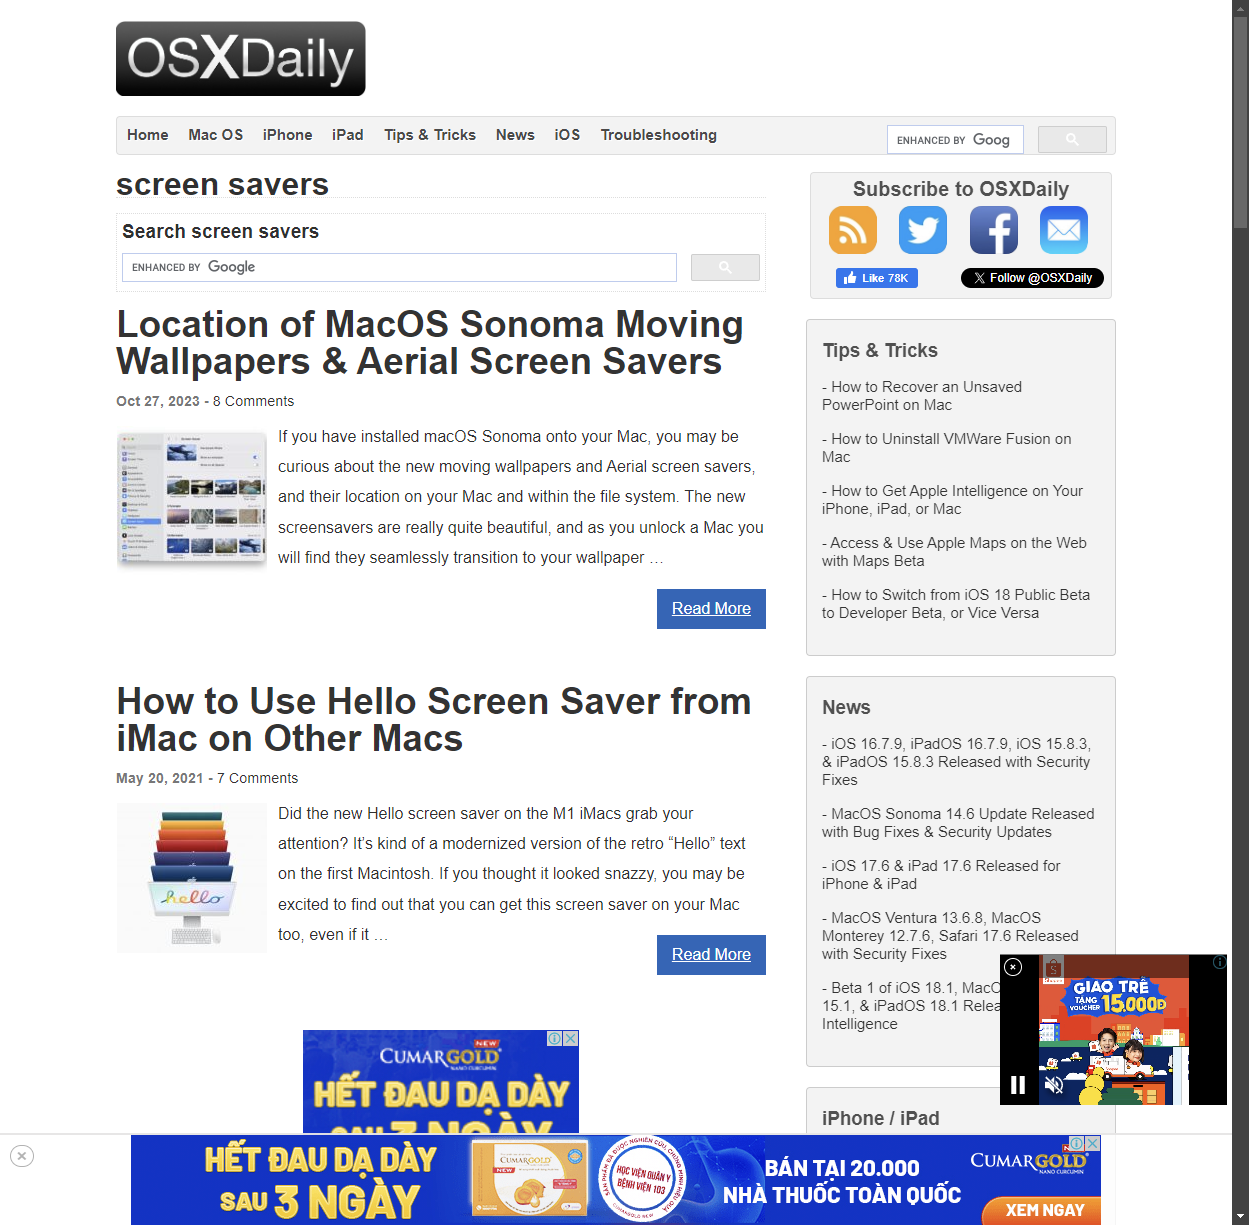 OSXDaily
Home Mac OS iPhone iPad Tips & Tricks News iOS Troubleshooting
ENHANCED BY Goog
screen savers
Search screen savers
ENHANCED BY Google
Location of MacOS Sonoma Moving
Wallpapers & Aerial Screen Savers
Oct 27, 2023 - 8 Comments
If you have installed macOS Sonoma onto your Mac, you may be
curious about the new moving wallpapers and Aerial screen savers,
and their location on your Mac and within the file system. The new
screensavers are really quite beautiful, and as you unlock a Mac you
will find they seamlessly transition to your wallpaper …
Read More
How to Use Hello Screen Saver from
iMac on Other Macs
May 20, 2021 - 7 Comments
hello
Did the new Hello screen saver on the M1 iMacs grab your
attention? It’s kind of a modernized version of the retro “Hello” text
on the first Macintosh. If you thought it looked snazzy, you may be
excited to find out that you can get this screen saver on your Mac
too, even if it …
Read More
NEW
CUMARGOLD
NANO CURCUMIN
HẾT ĐAU DẠ DÀY
SAU 3 NGÀY
Subscribe to OSXDaily
Like 78K
Follow @OSXDaily
Tips & Tricks
- How to Recover an Unsaved
PowerPoint on Mac
- How to Uninstall VMWare Fusion on
Mac
- How to Get Apple Intelligence on Your
iPhone, iPad, or Mac
- Access & Use Apple Maps on the Web
with Maps Beta
- How to Switch from iOS 18 Public Beta
to Developer Beta, or Vice Versa
News
- iOS 16.7.9, iPadOS 16.7.9, iOS 15.8.3,
& iPadOS 15.8.3 Released with Security
Fixes
- MacOS Sonoma 14.6 Update Released
with Bug Fixes & Security Updates
- iOS 17.6 & iPad 17.6 Released for
iPhone & iPad
- MacOS Ventura 13.6.8, MacOS
Monterey 12.7.6, Safari 17.6 Released
with Security Fixes
- Beta 1 of iOS 18.1, MacO
15.1, & iPadOS 18.1 Relea
Intelligence
GIAO TRỄ
TẶNG
VOUCHER 15.000Đ
iPhone / iPad
HẾT ĐAU DẠ DÀY
SAU 3 NGÀY
CUMARGOLD
NEW
HỌC VIỆN QUÂN Y
BỆNH VIỆN 103
BÁN TẠI 20.000
NHÀ THUỐC TOÀN QUỐC
CUMARGOLD
NANO CURCUMIN
XEM NGAY